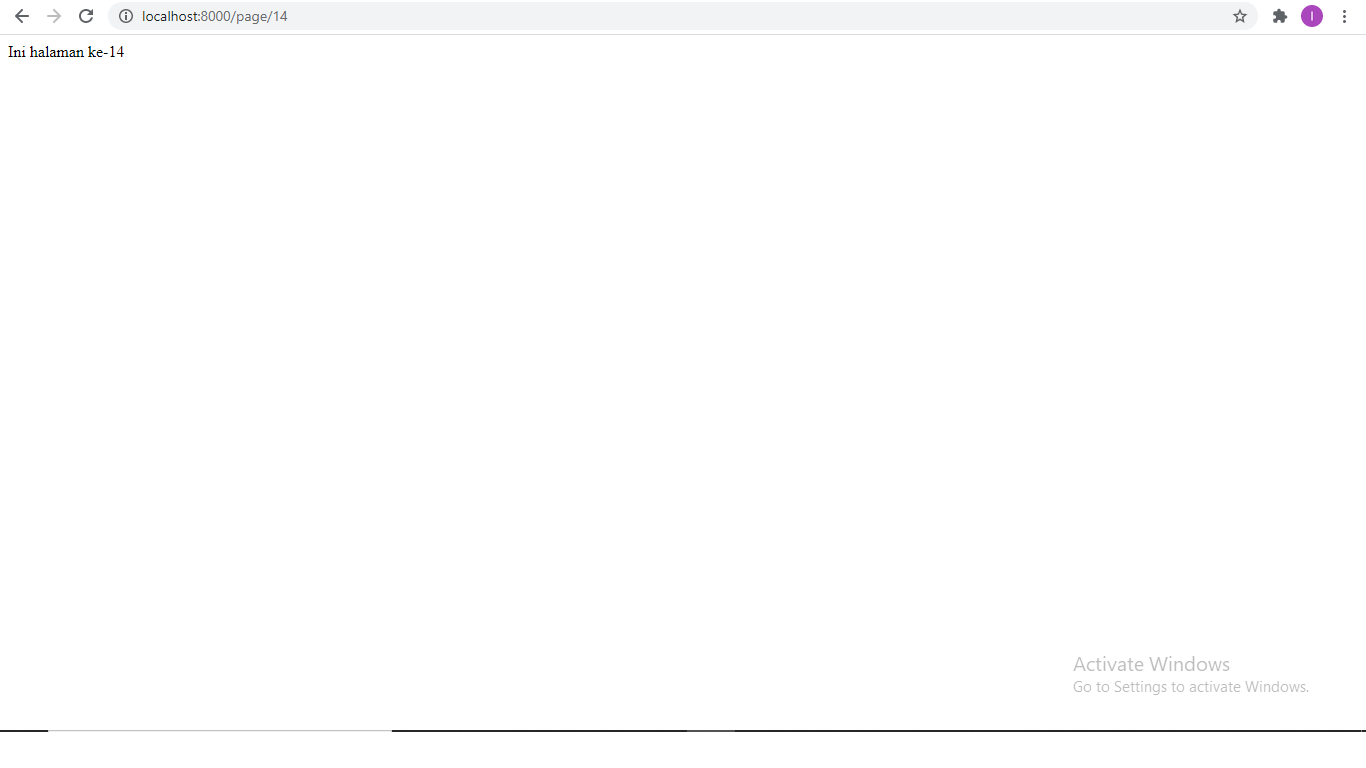 localhost:8000/page/14
I
Ini halaman ke-14
Activate Windows
Go to Settings to activate Windows.